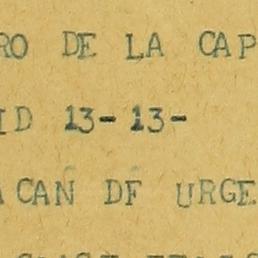 RO DE LA CAP
ID 13-13-
A CAN DF URGE